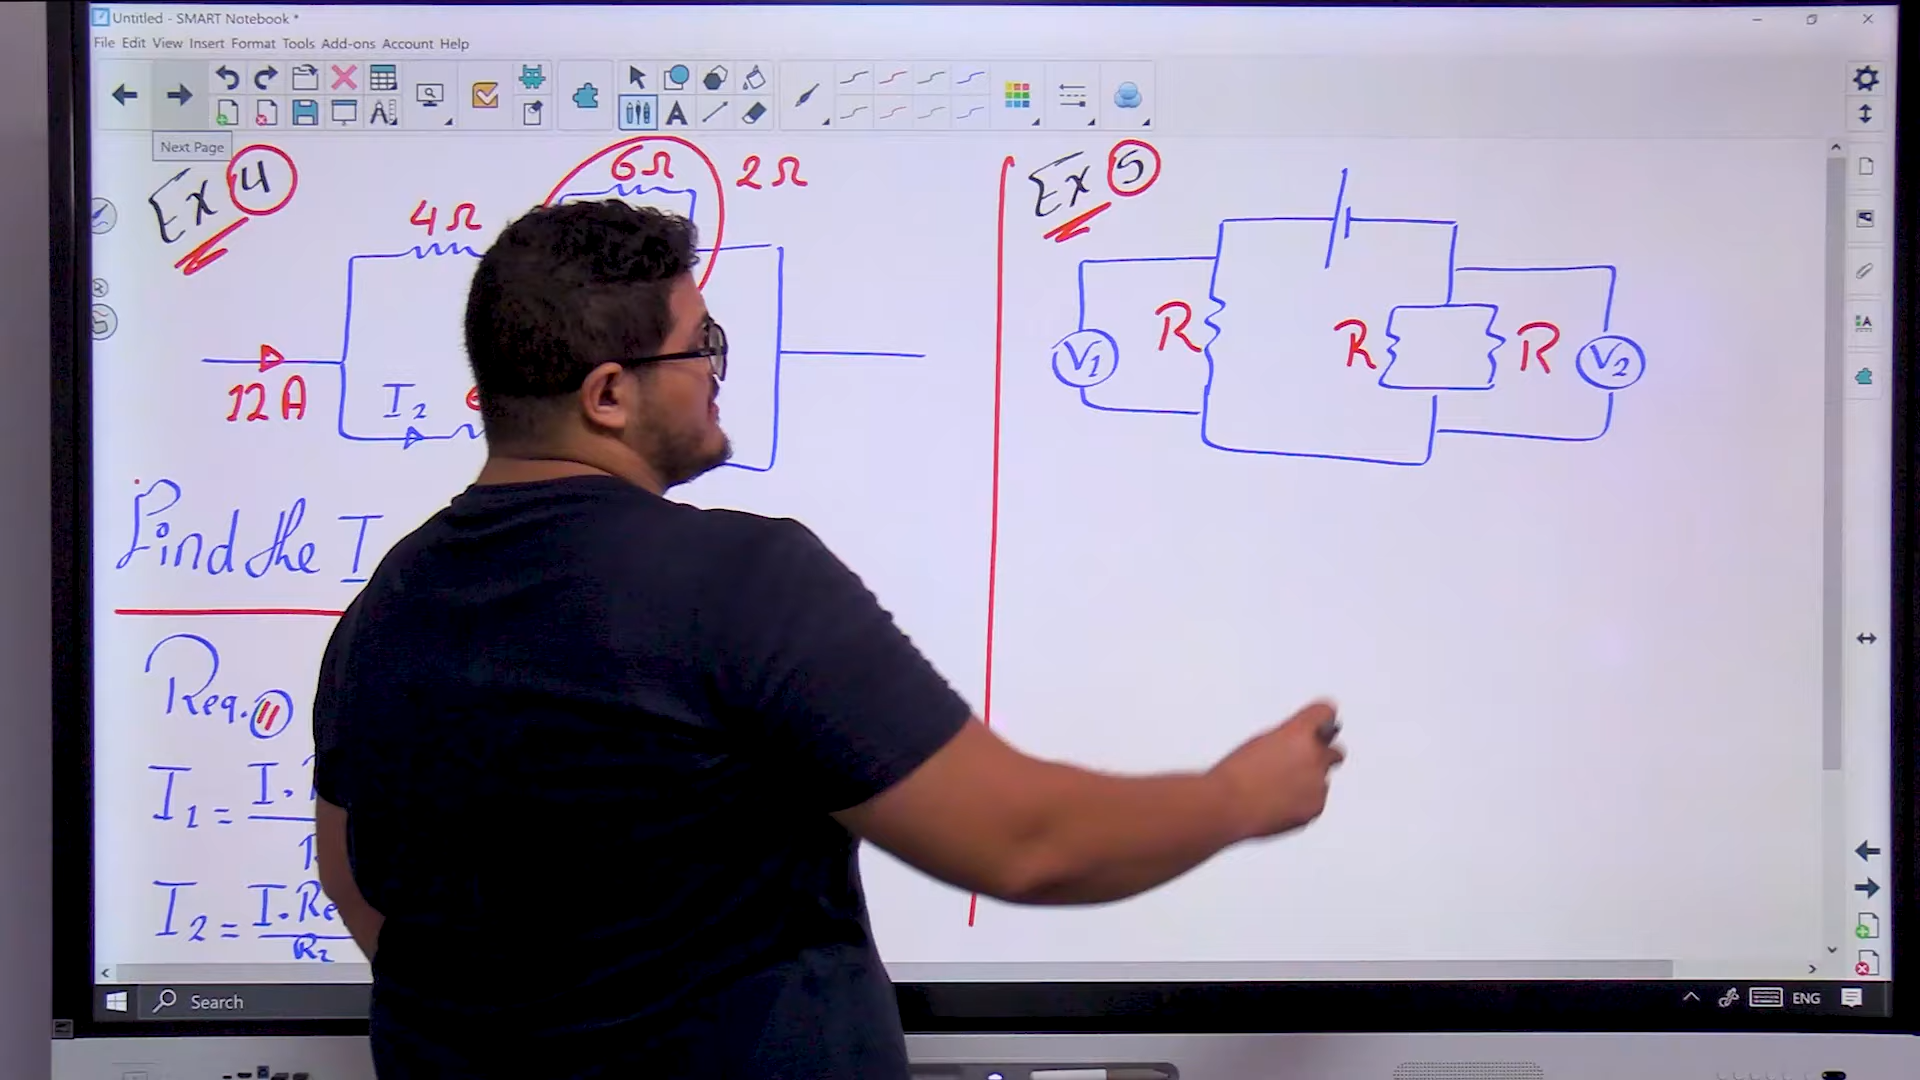 Untitled - SMART Notebook *
File Edit View Insert Format Tools Add-ons Account Help
Next Page
Ex 4
6Ω
2Ω
4Ω
12A
I2
Find the I
Req. 11
I1 = I.
I2 = I.Re
R2
Ex 5
R
R
R
V1
V2
Search
ENG